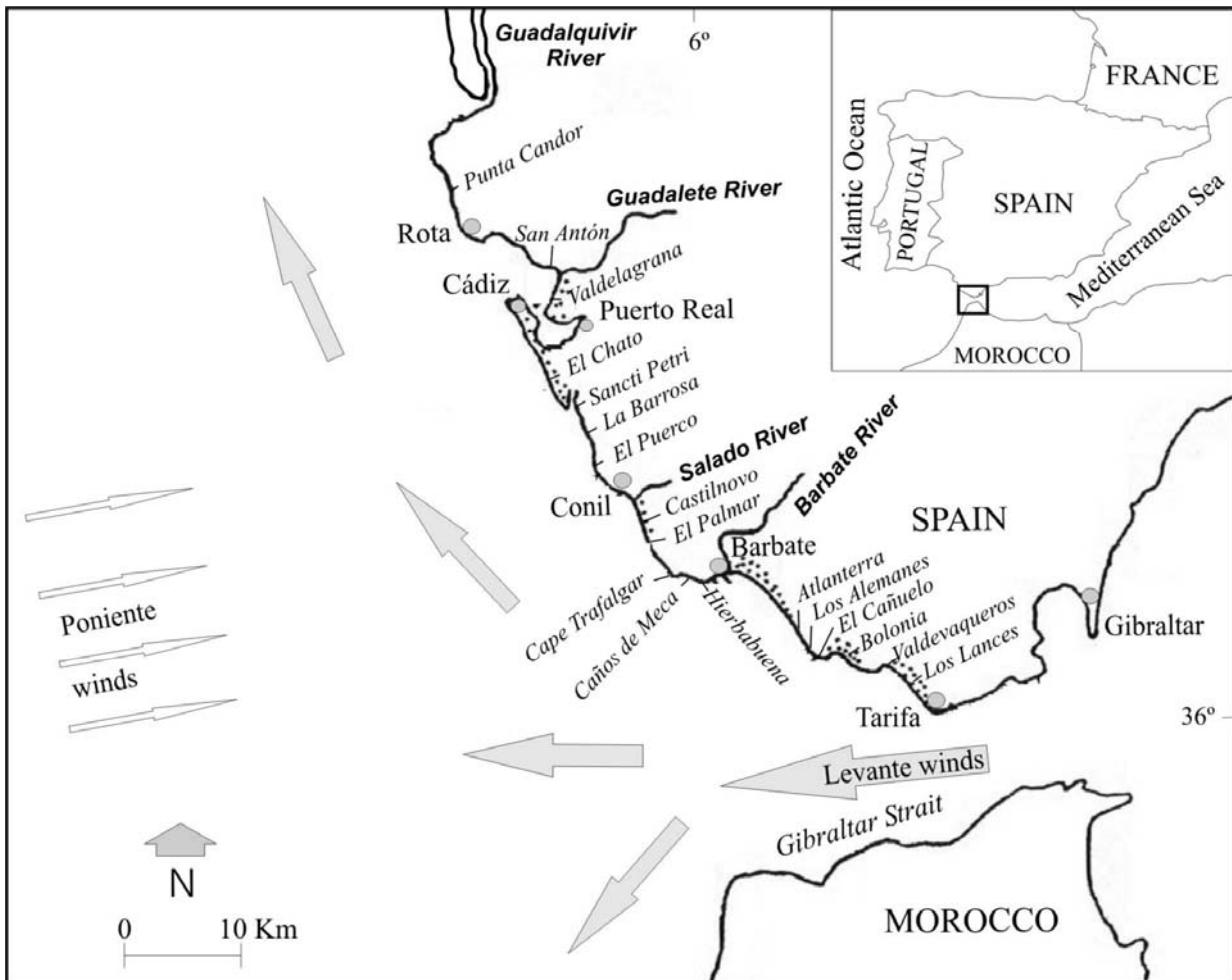 Guadalquivir
River
6º
FRANCE
Atlantic Ocean
PORTUGAL
SPAIN
Mediterranean Sea
MOROCCO
Punta Candor
Guadalete River
Rota
San Antón
Cádiz
Valdelagrana
Puerto Real
El Chato
Sancti Petri
La Barrosa
El Puerco
Salado River
Conil
Castilnovo
El Palmar
Barbate River
Barbate
SPAIN
Cape Trafalgar
Caños de Meca
Hierbabuena
Atlanterra
Los Alemanes
El Cañuelo
Bolonia
Valdevaqueros
Los Lances
Gibraltar
Tarifa
36º
Poniente
winds
Levante winds
Gibraltar Strait
MOROCCO
N
0 10 Km